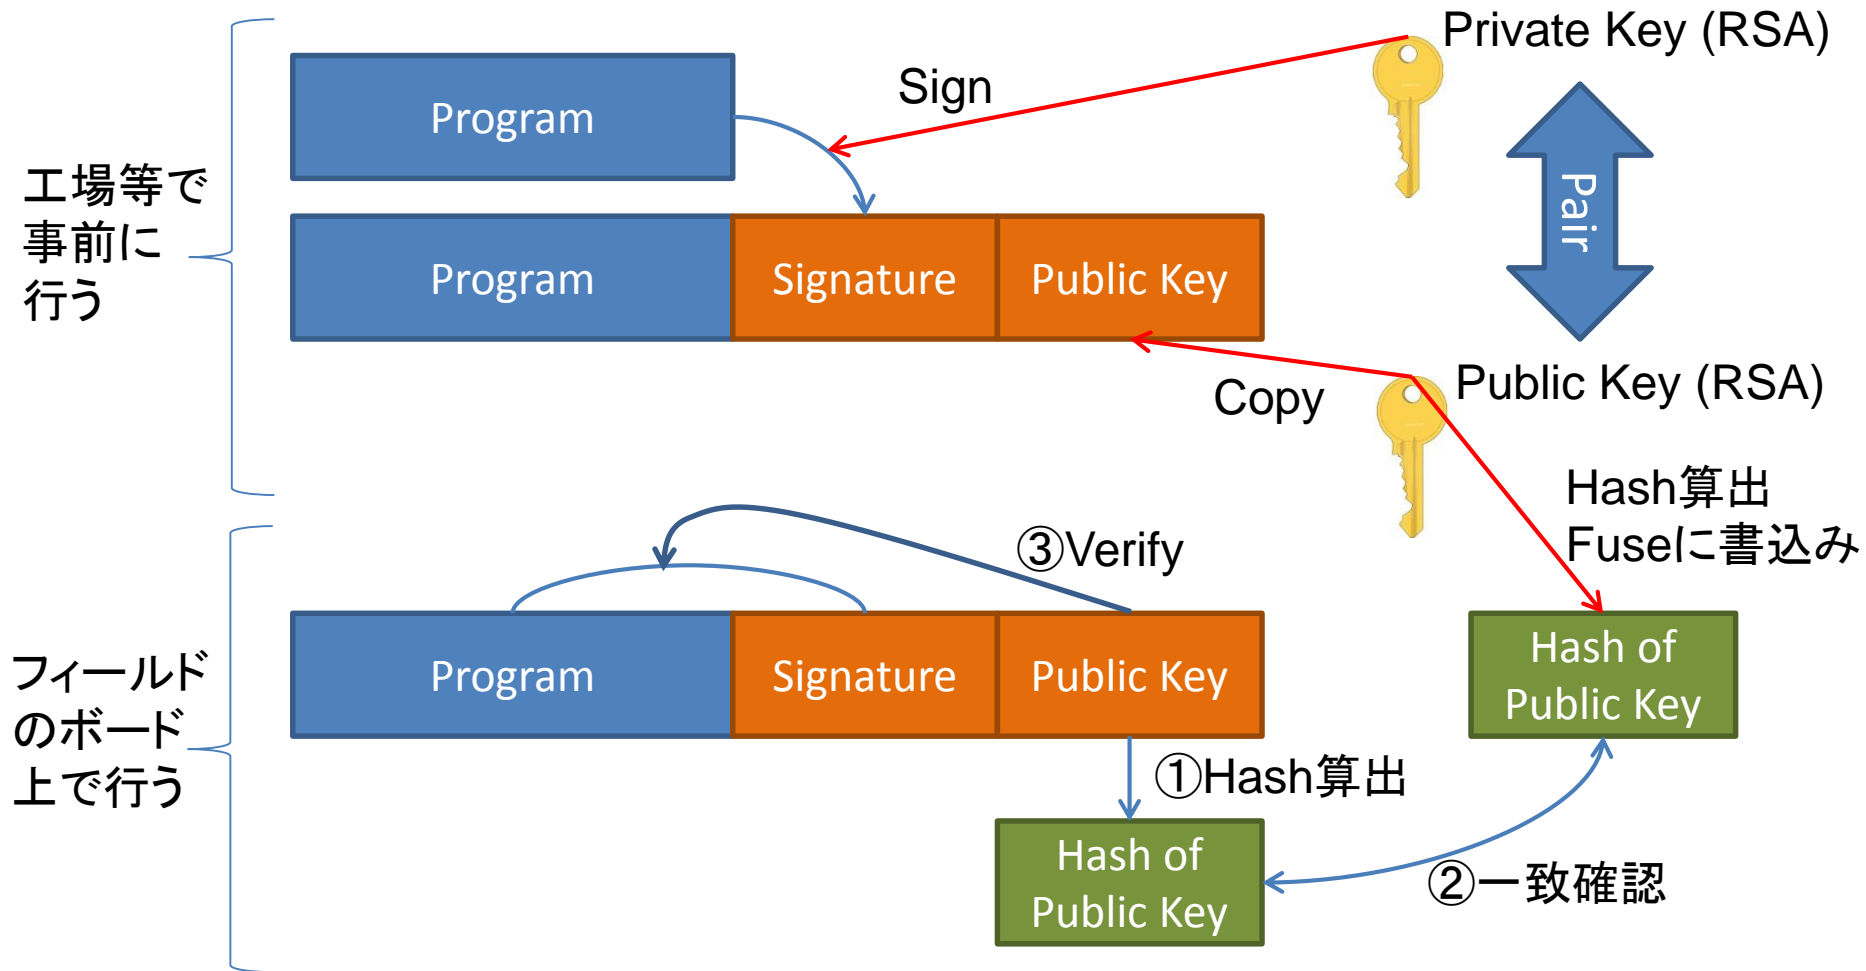 Private Key (RSA)
Sign
Program
Pair
工場等で
事前に
行う
Program
Signature
Public Key
Public Key (RSA)
Copy
Hash算出
Fuseに書込み
③Verify
フィールド
のボード
上で行う
Program
Signature
Public Key
Hash of
Public Key
①Hash算出
Hash of
Public Key
②一致確認